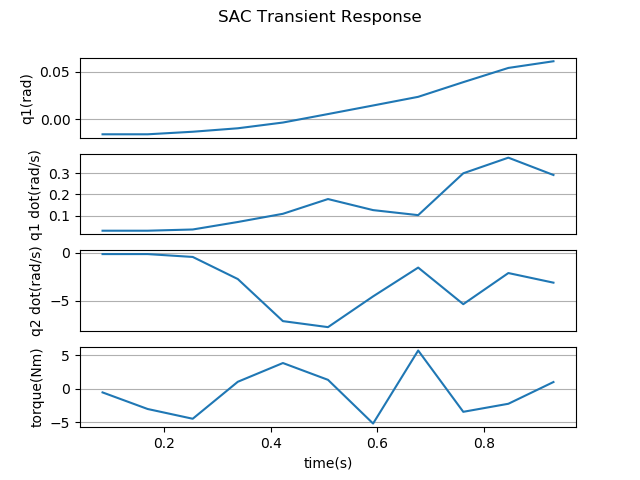 SAC Transient Response
0.05
0.00
q1(rad)
0.3
0.2
0.1
q1 dot(rad/s)
0
−5
q2 dot(rad/s)
5
0
−5
torque(Nm)
0.2 0.4 0.6 0.8
time(s)